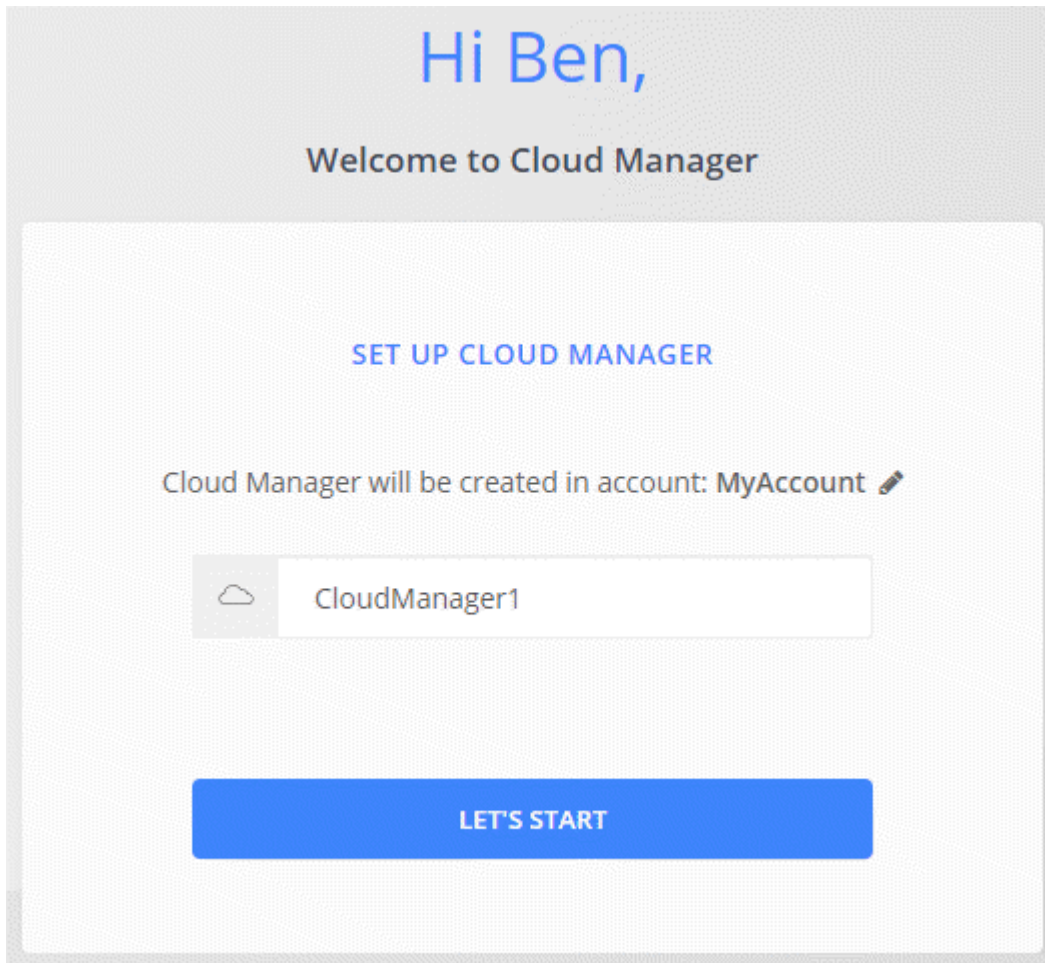 Hi Ben,
Welcome to Cloud Manager
SET UP CLOUD MANAGER
Cloud Manager will be created in account: MyAccount
CloudManager1
LET'S START